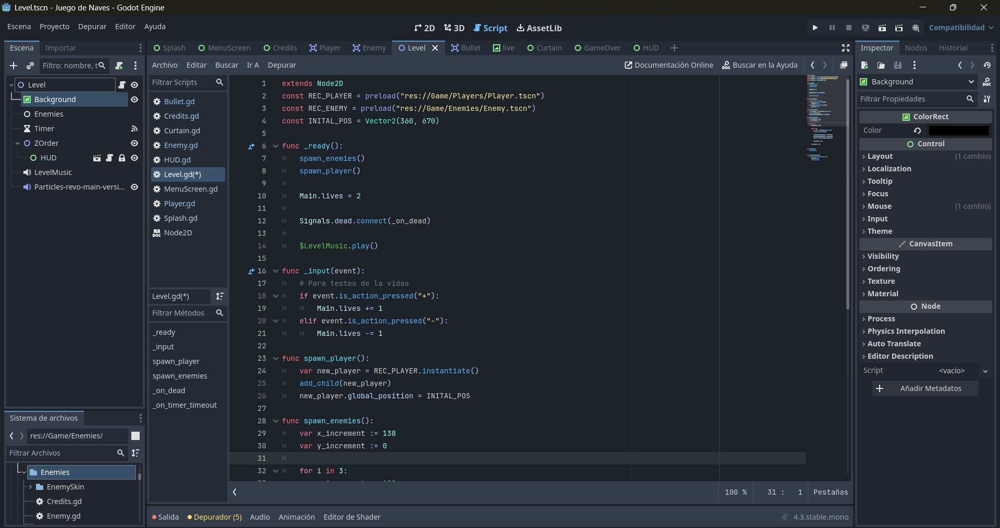 Level.tscn - Juego de Naves - Godot Engine
Escena Proyecto Depurar Editor Ayuda
2D 3D Script AssetLib
Compatibilidad
Escena Importar
Filtro: nombre, t
Level
Background
Enemies
Timer
ZOrder
HUD
LevelMusic
Particles-revo-main-versi...
Sistema de archivos
res://Game/Enemies/
Filtrar Archivos
Enemies
EnemySkin
Credits.gd
Enemy.gd
Splash MenuScreen Credits Player Enemy Level Bullet live Curtain GameOver HUD
Archivo Editar Buscar Ir A Depurar
Documentación Online Buscar en la Ayuda
Filtrar Scripts
Bullet.gd
Credits.gd
Curtain.gd
Enemy.gd
HUD.gd
Level.gd(*)
MenuScreen.gd
Player.gd
Splash.gd
Node2D
Level.gd(*)
Filtrar Métodos
_ready
_input
spawn_player
spawn_enemies
_on_dead
_on_timer_timeout
1 extends Node2D
2 const REC_PLAYER = preload("res://Game/Players/Player.tscn")
3 const REC_ENEMY = preload("res://Game/Enemies/Enemy.tscn")
4 const INITAL_POS = Vector2(360, 670)
5
6 func _ready():
7 spawn_enemies()
8 spawn_player()
9
10 Main.lives = 2
11
12 Signals.dead.connect(_on_dead)
13
14 $LevelMusic.play()
15
16 func _input(event):
17 # Para testeo de la vidas
18 if event.is_action_pressed("+"):
19 Main.lives += 1
20 elif event.is_action_pressed("-"):
21 Main.lives -= 1
22
23 func spawn_player():
24 var new_player = REC_PLAYER.instantiate()
25 add_child(new_player)
26 new_player.global_position = INITAL_POS
27
28 func spawn_enemies():
29 var x_increment := 138
30 var y_increment := 0
31
32 for i in 3:
100 % 31 : 1 Pestañas
Salida Depurador (5) Audio Animación Editor de Shader
4.3.stable.mono
Inspector Nodos Historial
Background
Filtrar Propiedades
ColorRect
Color
Control
Layout (1 cambio)
Localization
Tooltip
Focus
Mouse (1 cambio)
Input
Theme
CanvasItem
Visibility
Ordering
Texture
Material
Node
Process
Physics Interpolation
Auto Translate
Editor Description
Script <vacío>
Añadir Metadatos